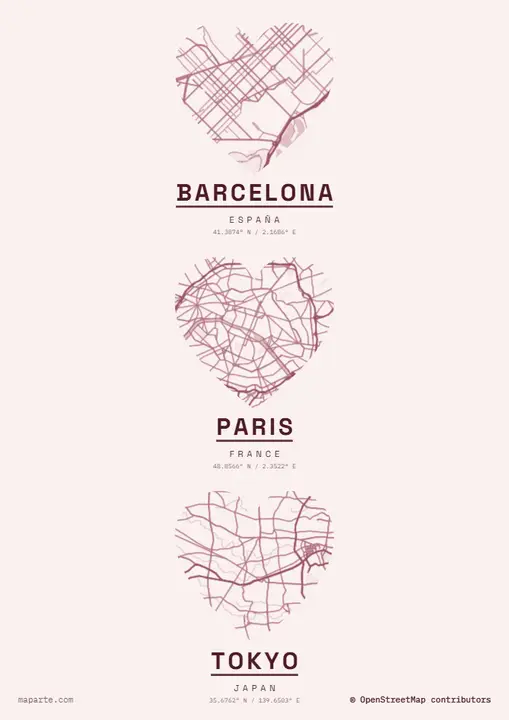 BARCELONA
ESPAÑA
41.3874° N / 2.1686° E
PARIS
FRANCE
48.8566° N / 2.3522° E
TOKYO
JAPAN
35.6762° N / 139.6503° E
maparte.com
© OpenStreetMap contributors